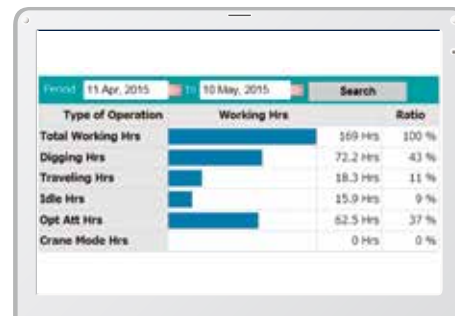 Period 11 Apr, 2015 to 10 May, 2015 Search
Type of Operation Working Hrs Ratio
Total Working Hrs 169 Hrs 100 %
Digging Hrs 72.2 Hrs 43 %
Traveling Hrs 18.3 Hrs 11 %
Idle Hrs 15.9 Hrs 9 %
Opt Att Hrs 62.5 Hrs 37 %
Crane Mode Hrs 0 Hrs 0 %